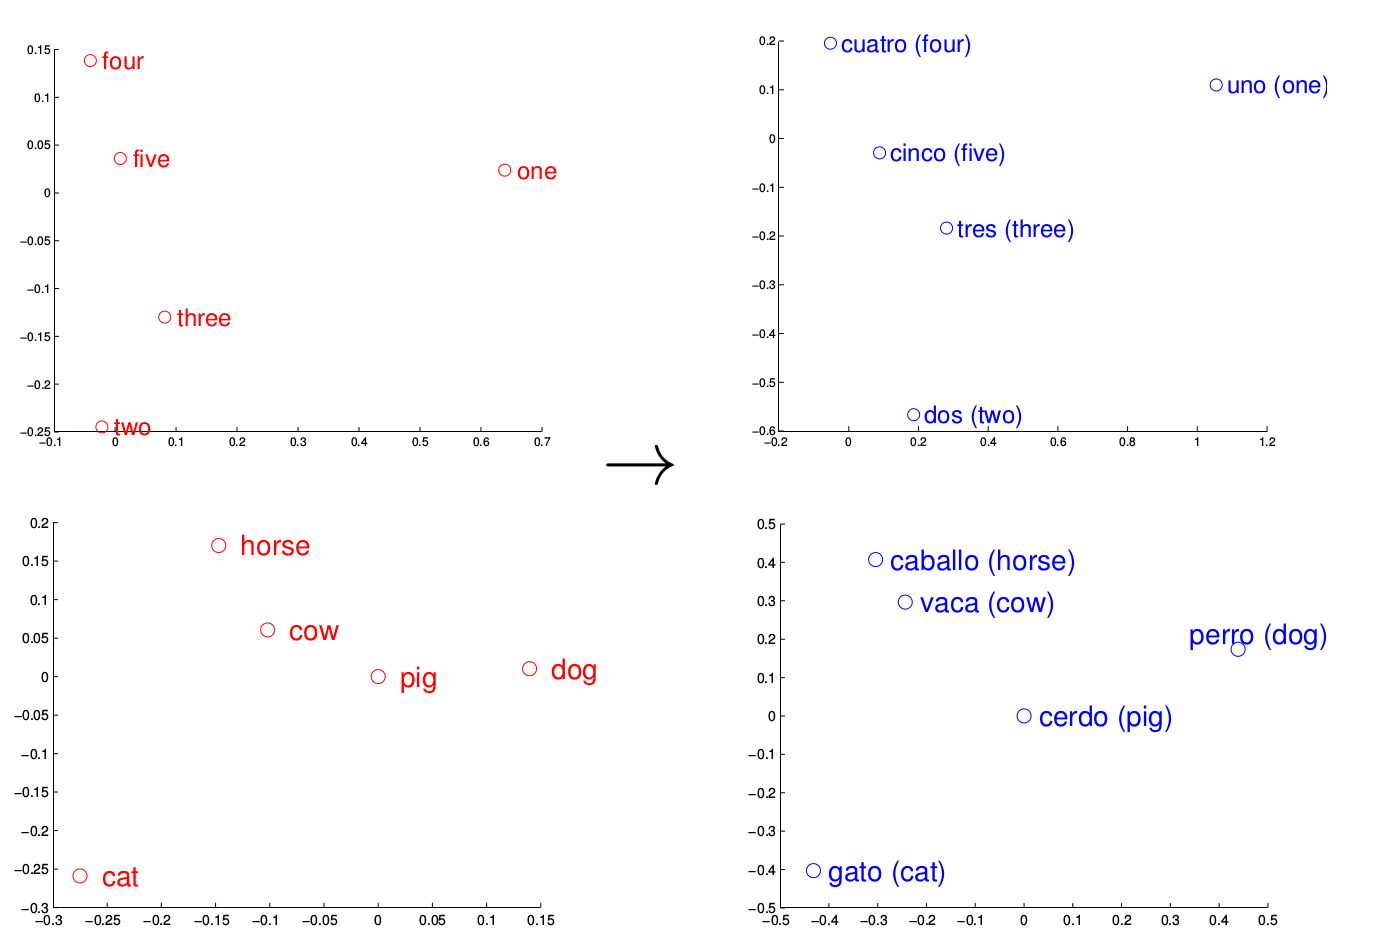 0.15
0.1
0.05
0
−0.05
−0.1
−0.15
−0.2
−0.25
−0.1 0 0.1 0.2 0.3 0.4 0.5 0.6 0.7
four
five
one
three
two
0.2
0.1
0
−0.1
−0.2
−0.3
−0.4
−0.5
−0.6
−0.2 0 0.2 0.4 0.6 0.8 1 1.2
cuatro (four)
uno (one)
cinco (five)
tres (three)
dos (two)
0.2
0.15
0.1
0.05
0
−0.05
−0.1
−0.15
−0.2
−0.25
−0.3
−0.3 −0.25 −0.2 −0.15 −0.1 −0.05 0 0.05 0.1 0.15
horse
cow
pig
dog
cat
0.5
0.4
0.3
0.2
0.1
0
−0.1
−0.2
−0.3
−0.4
−0.5
−0.5 −0.4 −0.3 −0.2 −0.1 0 0.1 0.2 0.3 0.4 0.5
caballo (horse)
vaca (cow)
perro (dog)
cerdo (pig)
gato (cat)